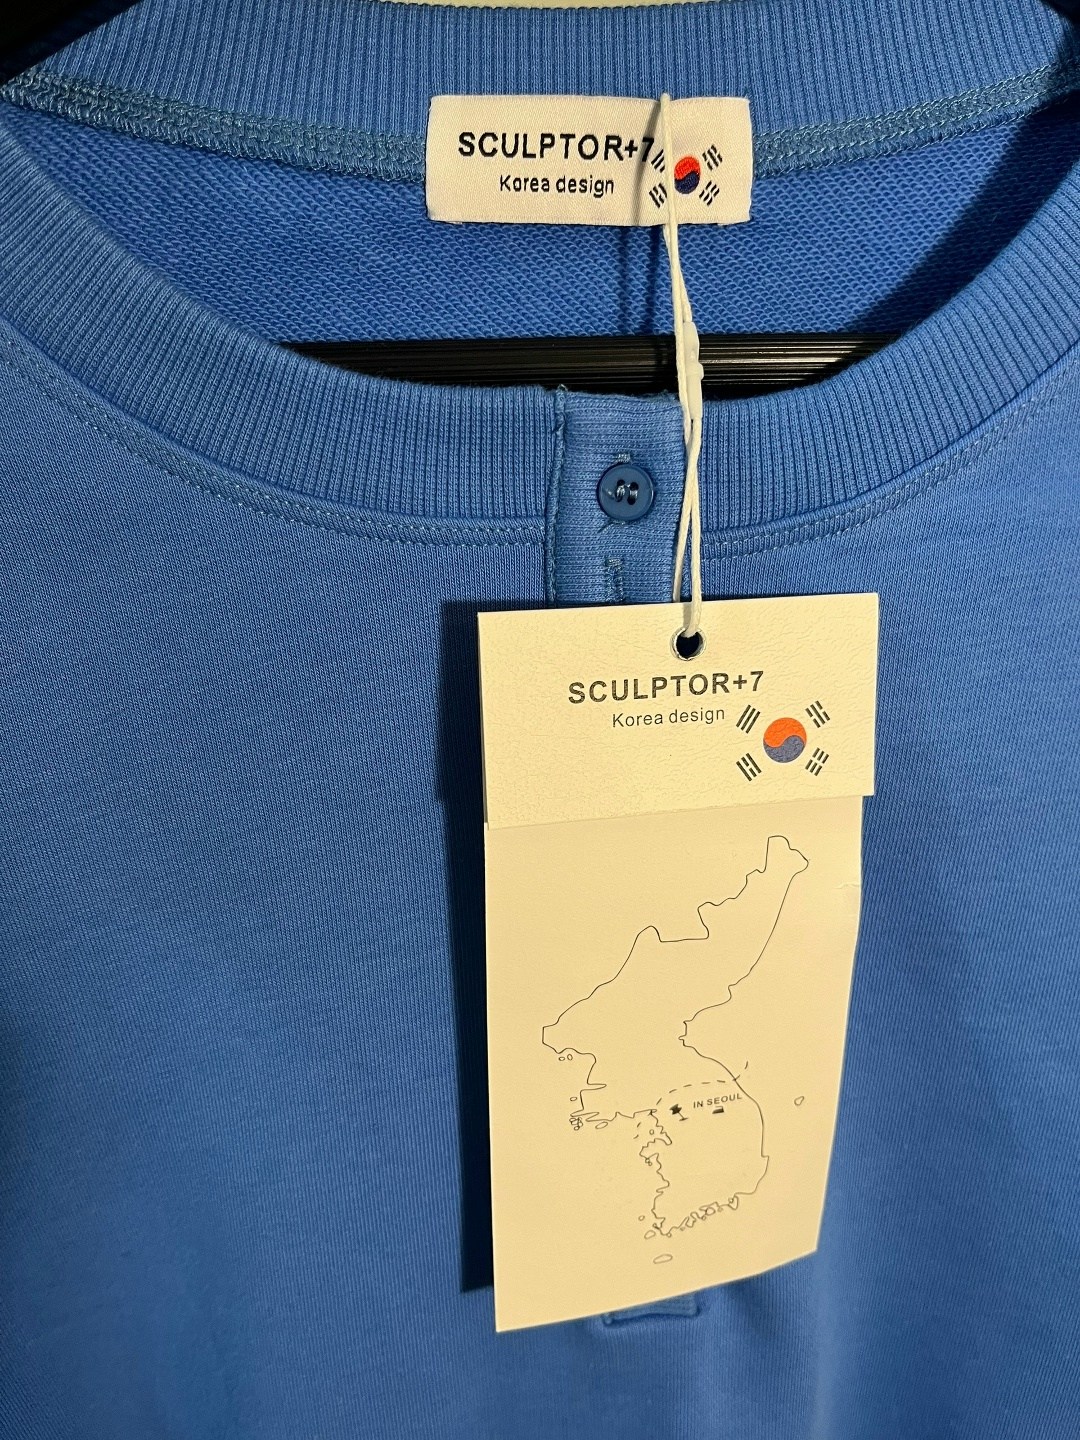 SCULPTOR+7
Korea design
SCULPTOR+7
Korea design
IN SEOUL